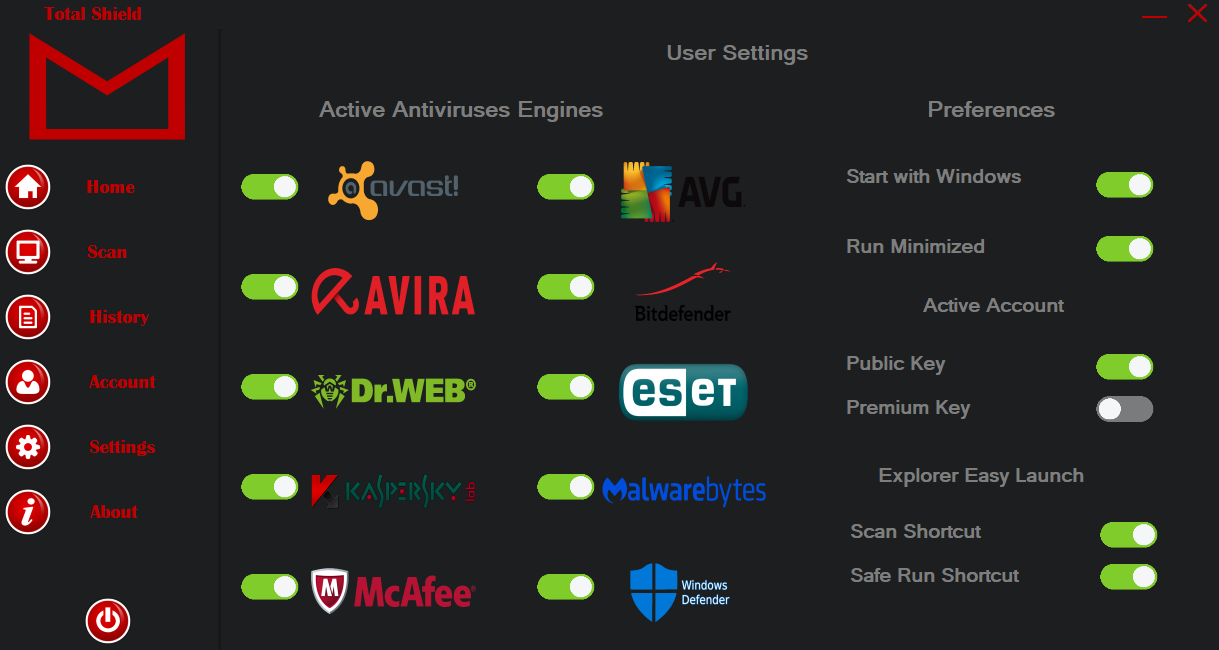 Total Shield
Home
Scan
History
Account
Settings
About
User Settings
Active Antiviruses Engines
avast!
AVG
AVIRA
Bitdefender
Dr.WEB®
eseT
KASPERSKY lab
Malwarebytes
M McAfee
Windows
Defender
Preferences
Start with Windows
Run Minimized
Active Account
Public Key
Premium Key
Explorer Easy Launch
Scan Shortcut
Safe Run Shortcut